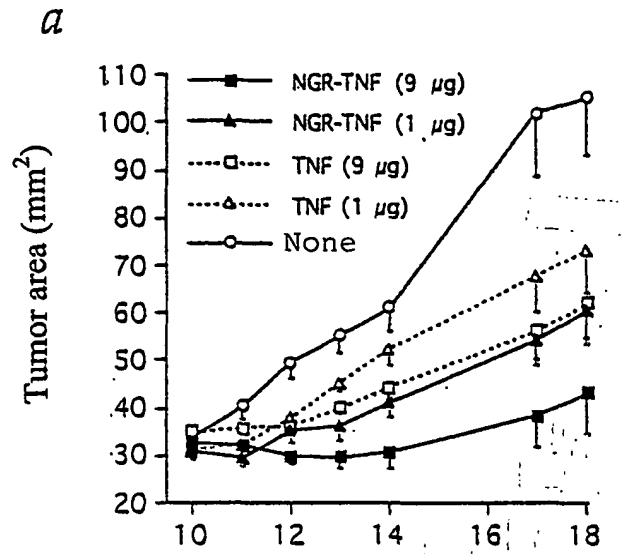 a
110
100
90
80
70
60
50
40
30
20
NGR-TNF (9 µg)
NGR-TNF (1 µg)
TNF (9 µg)
TNF (1 µg)
None
Tumor area (mm²)
10 12 14 16 18